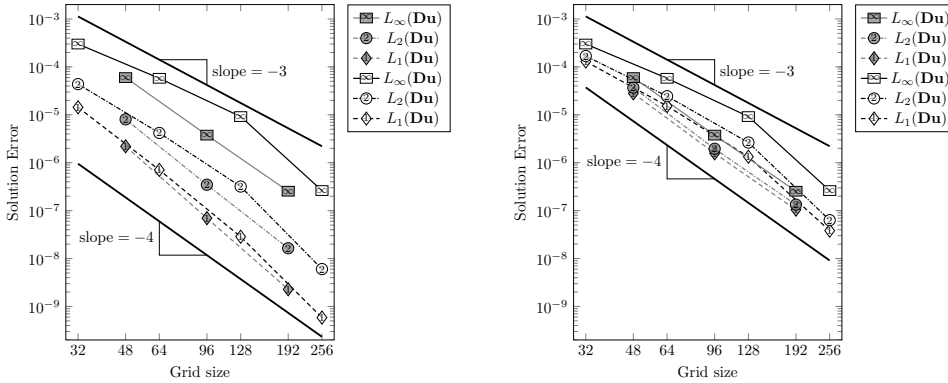 10⁻³
10⁻⁴
10⁻⁵
10⁻⁶
10⁻⁷
10⁻⁸
10⁻⁹
Solution Error
32 48 64 96 128 192 256
Grid size
slope = −3
slope = −4
L∞(Du)
L₂(Du)
L₁(Du)
L∞(Du)
L₂(Du)
L₁(Du)
10⁻³
10⁻⁴
10⁻⁵
10⁻⁶
10⁻⁷
10⁻⁸
10⁻⁹
Solution Error
32 48 64 96 128 192 256
Grid size
slope = −3
slope = −4
L∞(Du)
L₂(Du)
L₁(Du)
L∞(Du)
L₂(Du)
L₁(Du)